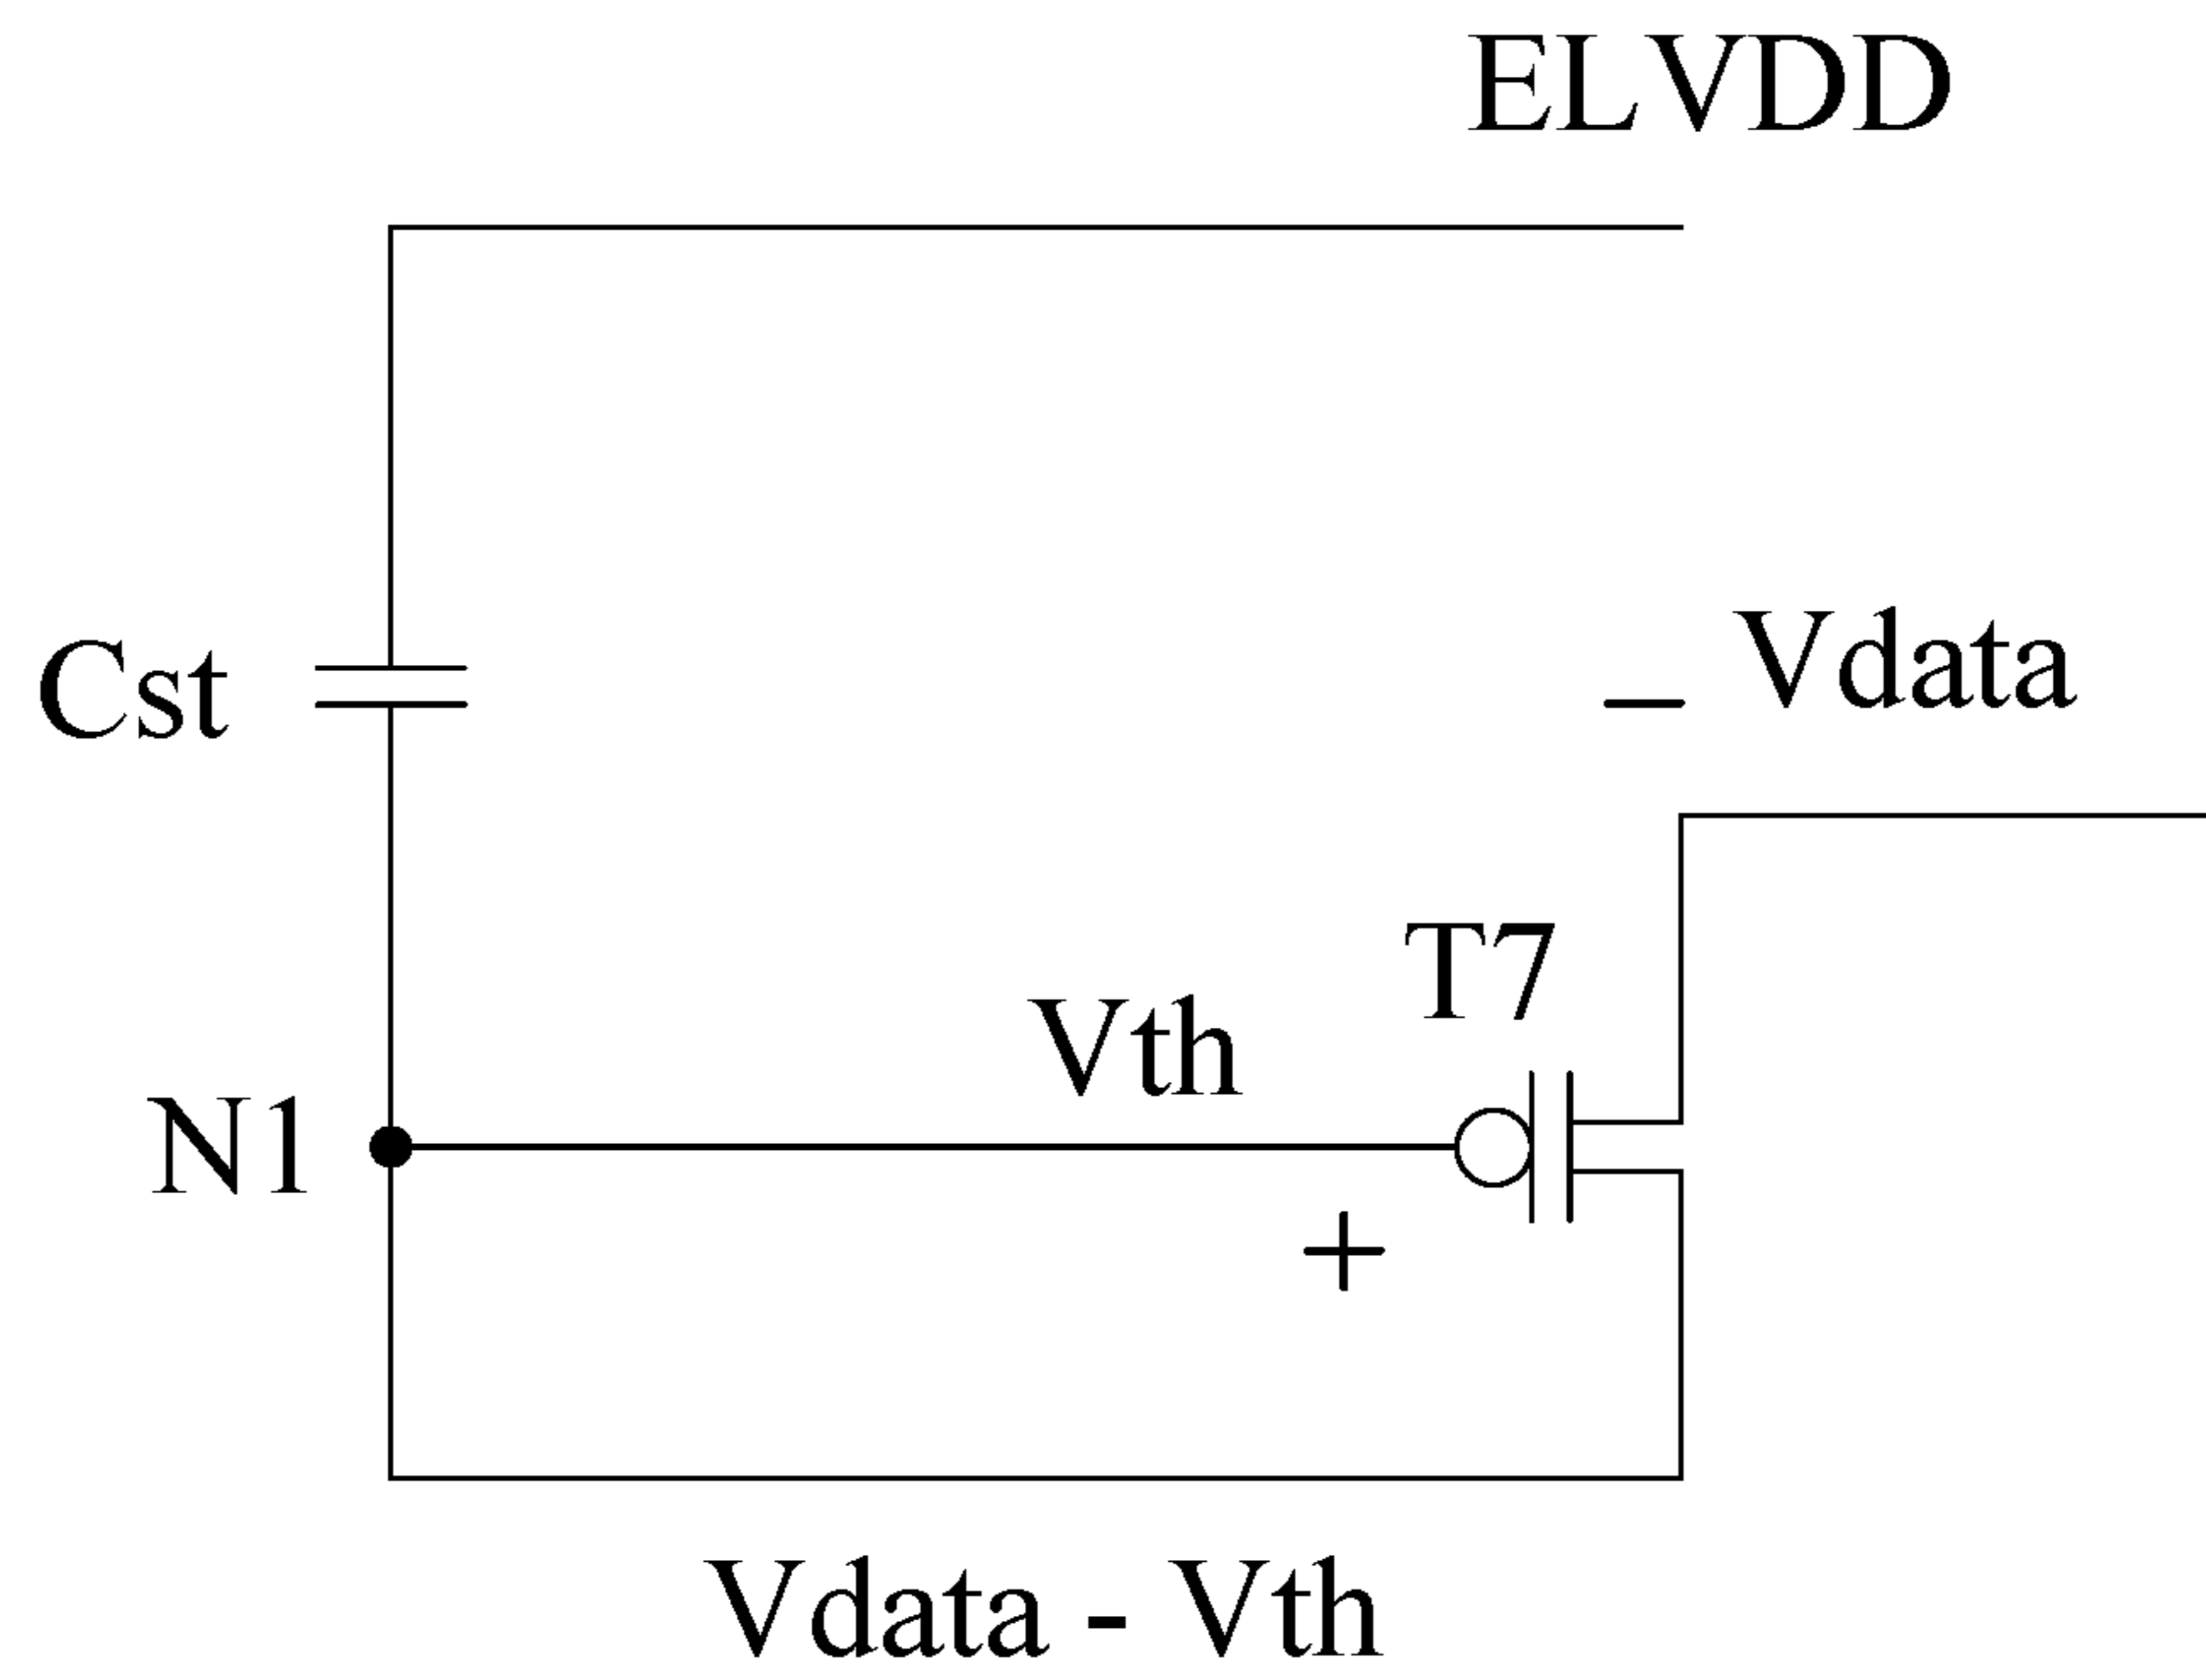 ELVDD
Cst
– Vdata
T7
Vth
N1
+
Vdata - Vth